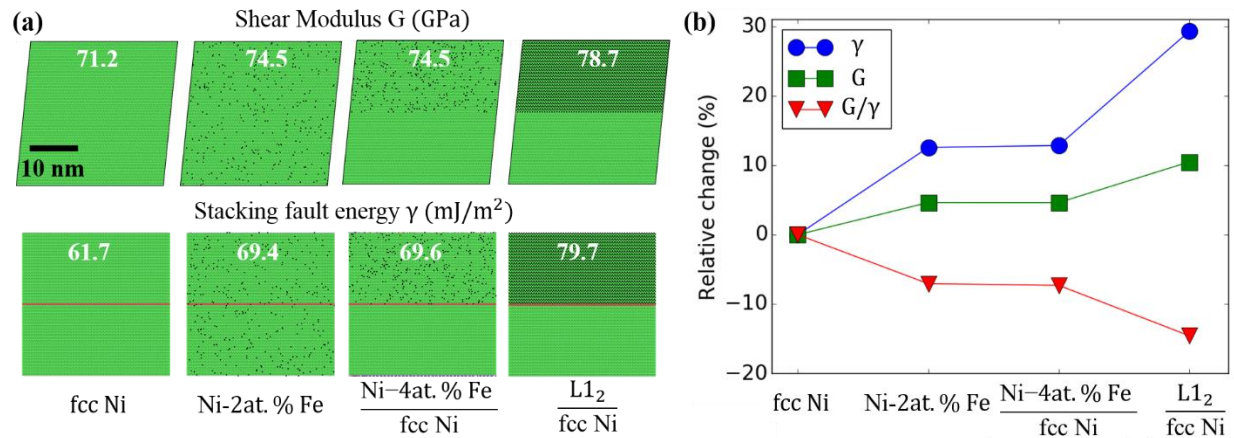 (a)
Shear Modulus G (GPa)
71.2
74.5
74.5
78.7
10 nm
Stacking fault energy γ (mJ/m²)
61.7
69.4
69.6
79.7
fcc Ni
Ni-2at. % Fe
Ni−4at. % Fe
fcc Ni
L1₂
fcc Ni
(b)
Relative change (%)
30
20
10
0
−10
−20
γ
G
G/γ
fcc Ni
Ni-2at. % Fe
Ni−4at. % Fe
fcc Ni
L1₂
fcc Ni